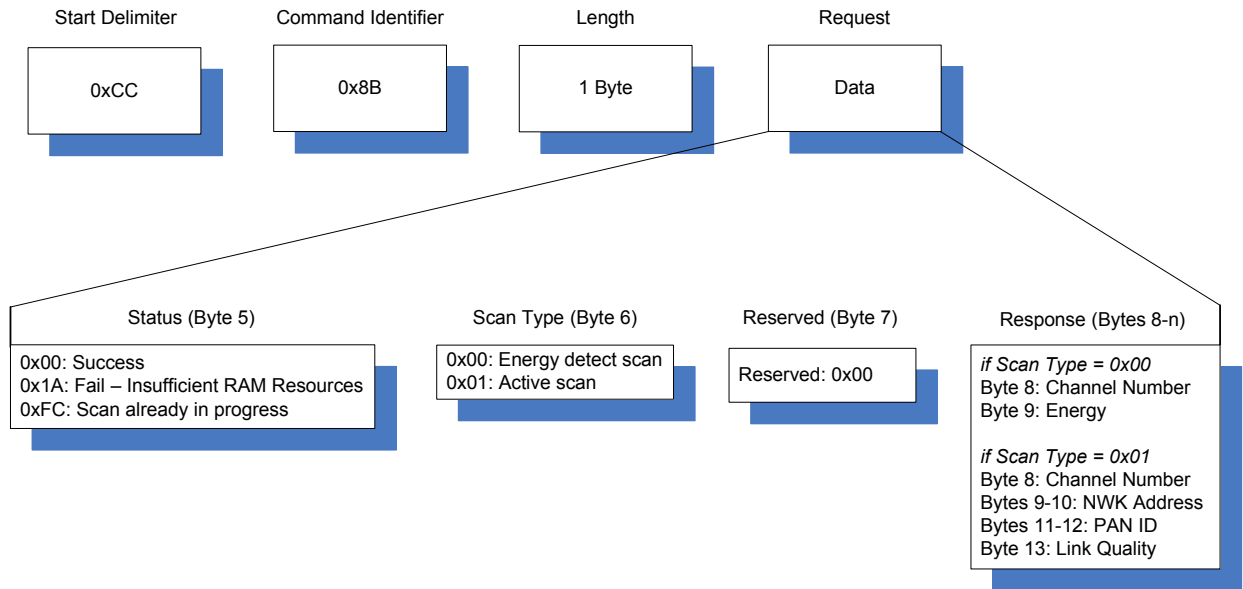 Start Delimiter
Command Identifier
Length
Request
0xCC
0x8B
1 Byte
Data
Status (Byte 5)
0x00: Success
0x1A: Fail – Insufficient RAM Resources
0xFC: Scan already in progress
Scan Type (Byte 6)
0x00: Energy detect scan
0x01: Active scan
Reserved (Byte 7)
Reserved: 0x00
Response (Bytes 8-n)
if Scan Type = 0x00
Byte 8: Channel Number
Byte 9: Energy
if Scan Type = 0x01
Byte 8: Channel Number
Bytes 9-10: NWK Address
Bytes 11-12: PAN ID
Byte 13: Link Quality